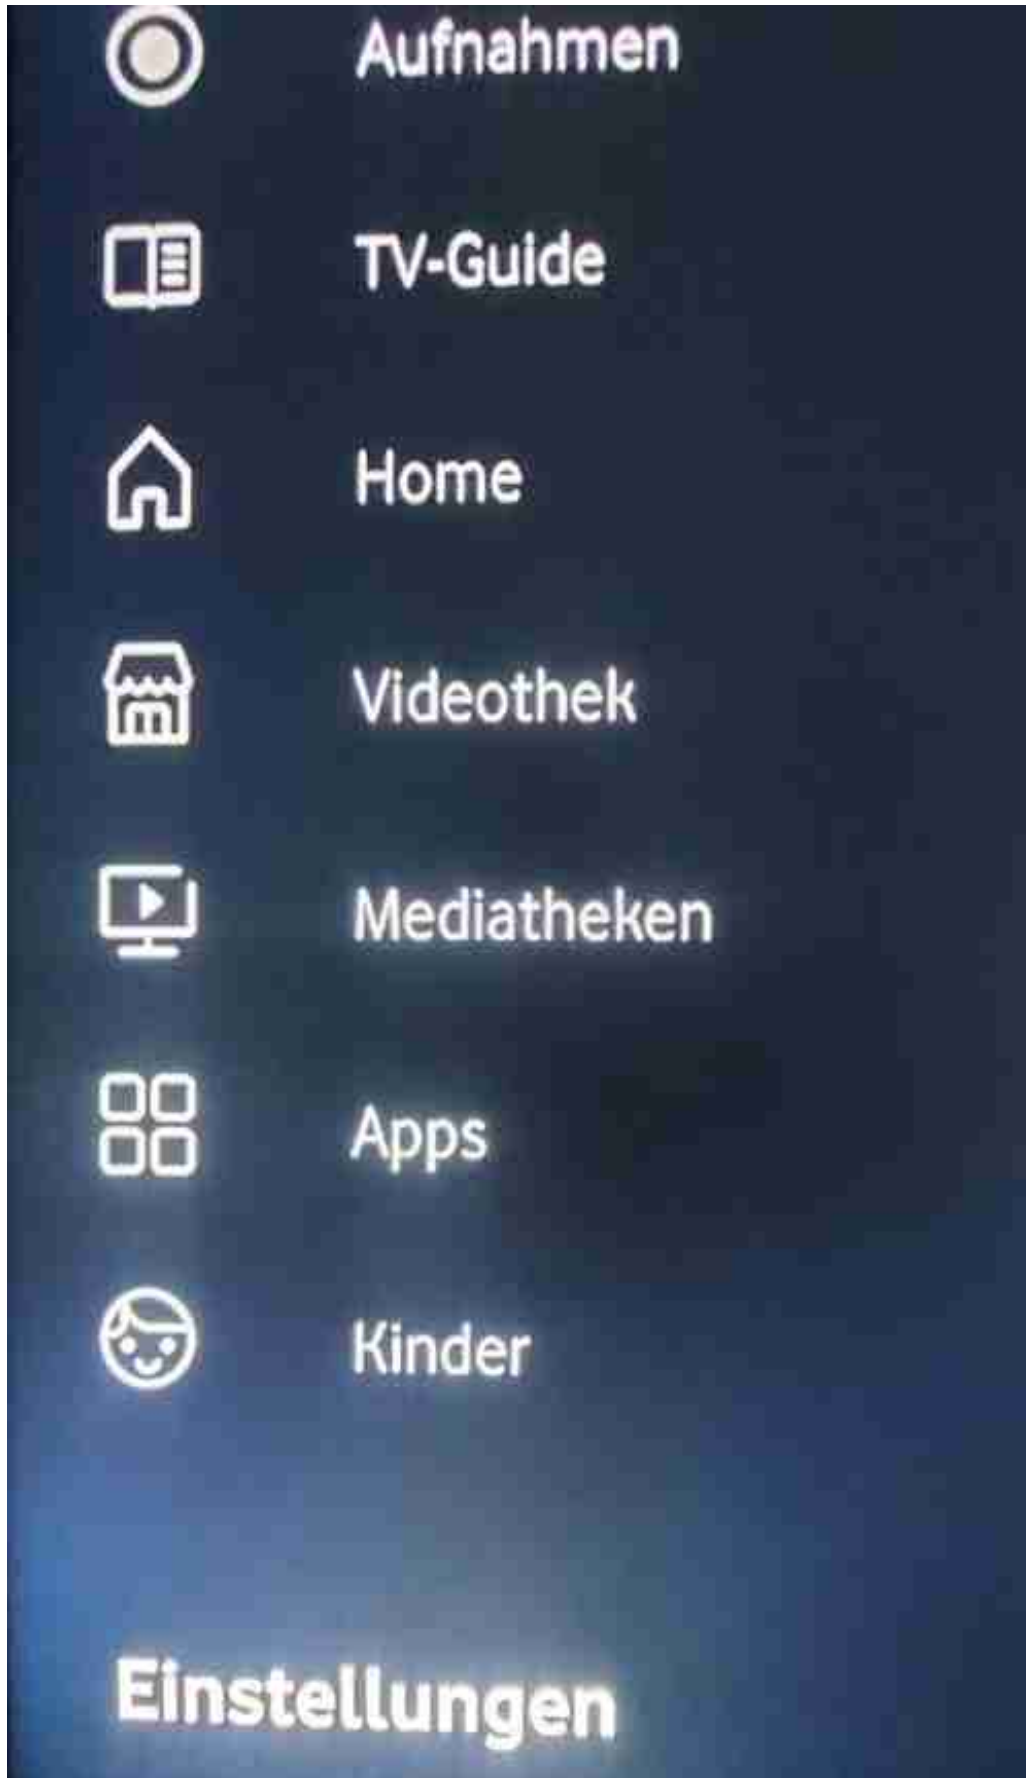 Aufnahmen
TV-Guide
Home
Videothek
Mediatheken
Apps
Kinder
Einstellungen